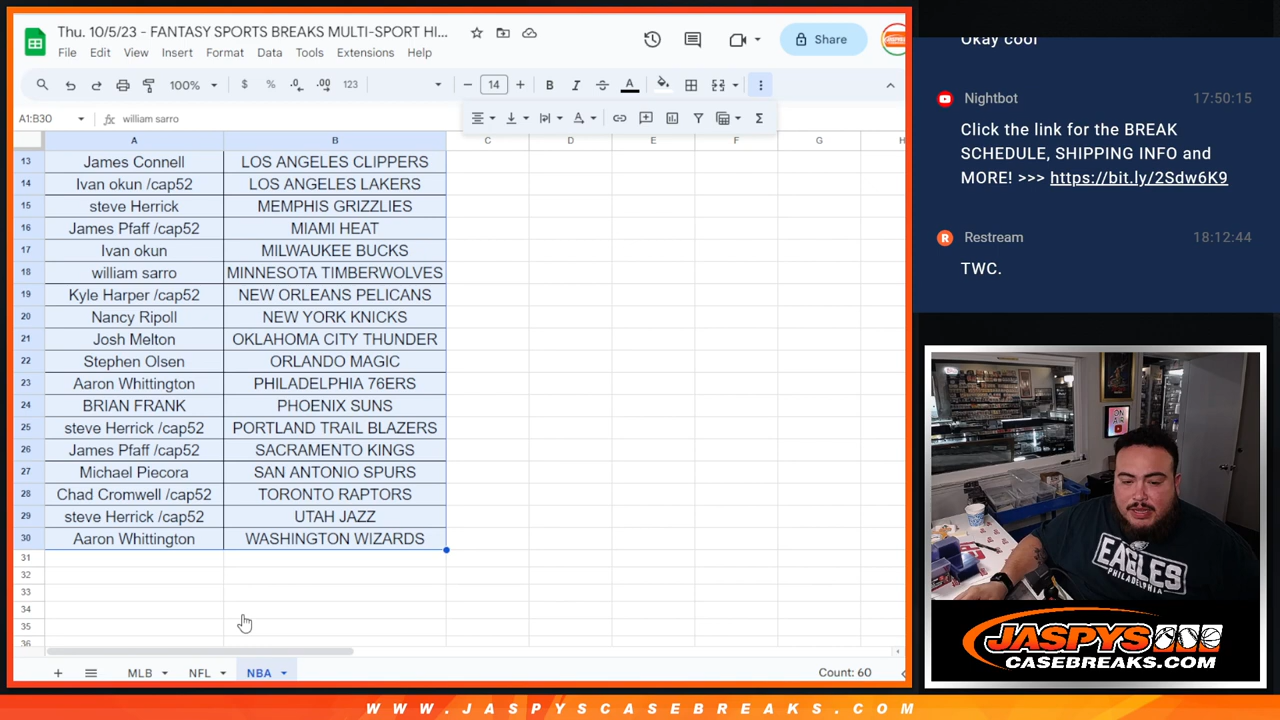 Thu. 10/5/23 - FANTASY SPORTS BREAKS MULTI-SPORT HI...
File Edit View Insert Format Data Tools Extensions Help
Share
100% $ % .0 .00 123 14 B I A
A1:B30 fx william sarro
A B C D E F G H
13 James Connell LOS ANGELES CLIPPERS
14 Ivan okun /cap52 LOS ANGELES LAKERS
15 steve Herrick MEMPHIS GRIZZLIES
16 James Pfaff /cap52 MIAMI HEAT
17 Ivan okun MILWAUKEE BUCKS
18 william sarro MINNESOTA TIMBERWOLVES
19 Kyle Harper /cap52 NEW ORLEANS PELICANS
20 Nancy Ripoll NEW YORK KNICKS
21 Josh Melton OKLAHOMA CITY THUNDER
22 Stephen Olsen ORLANDO MAGIC
23 Aaron Whittington PHILADELPHIA 76ERS
24 BRIAN FRANK PHOENIX SUNS
25 steve Herrick /cap52 PORTLAND TRAIL BLAZERS
26 James Pfaff /cap52 SACRAMENTO KINGS
27 Michael Piecora SAN ANTONIO SPURS
28 Chad Cromwell /cap52 TORONTO RAPTORS
29 steve Herrick /cap52 UTAH JAZZ
30 Aaron Whittington WASHINGTON WIZARDS
31
32
33
34
35
36
MLB NFL NBA Count: 60
Okay cool
Nightbot 17:50:15
Click the link for the BREAK
SCHEDULE, SHIPPING INFO and
MORE! >>> https://bit.ly/2Sdw6K9
Restream 18:12:44
TWC.
ON AIR
EAGLES
PHILADELPHIA
JASPYS
CASEBREAKS.COM
WWW.JASPYSCASEBREAKS.COM